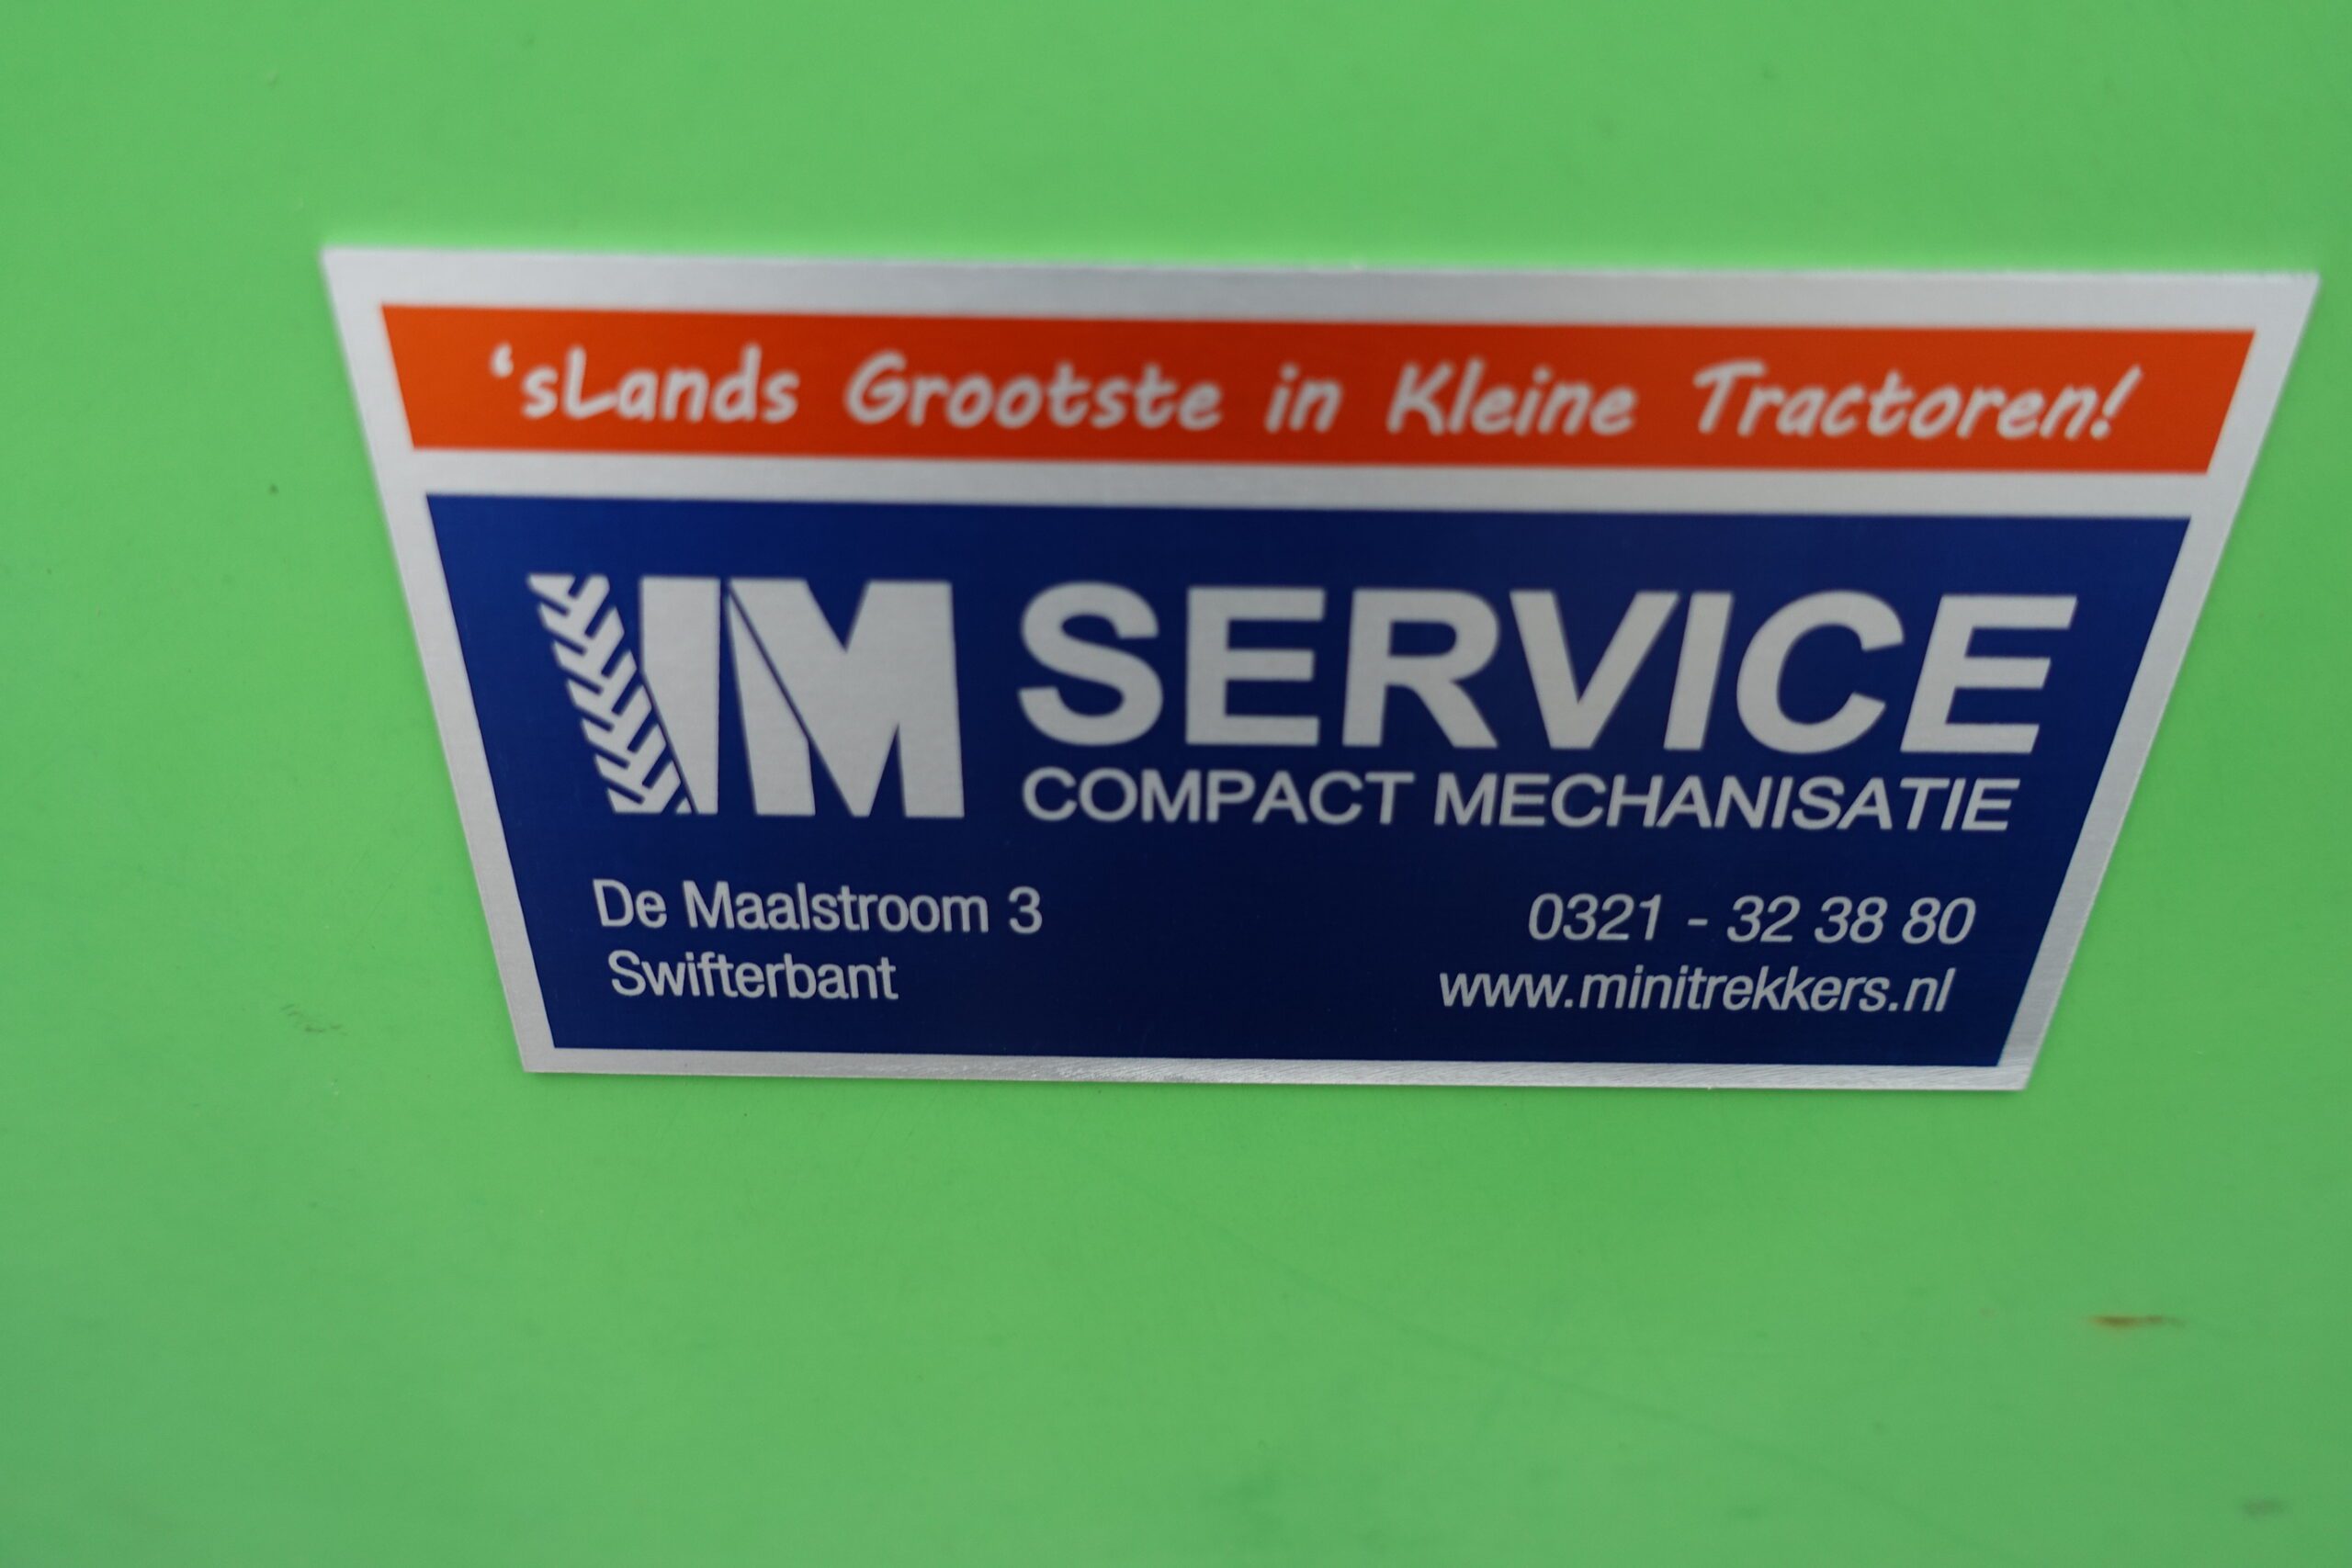 ‘sLands Grootste in Kleine Tractoren!
IM SERVICE
COMPACT MECHANISATIE
De Maalstroom 3
Swifterbant
0321 - 32 38 80
www.minitrekkers.nl